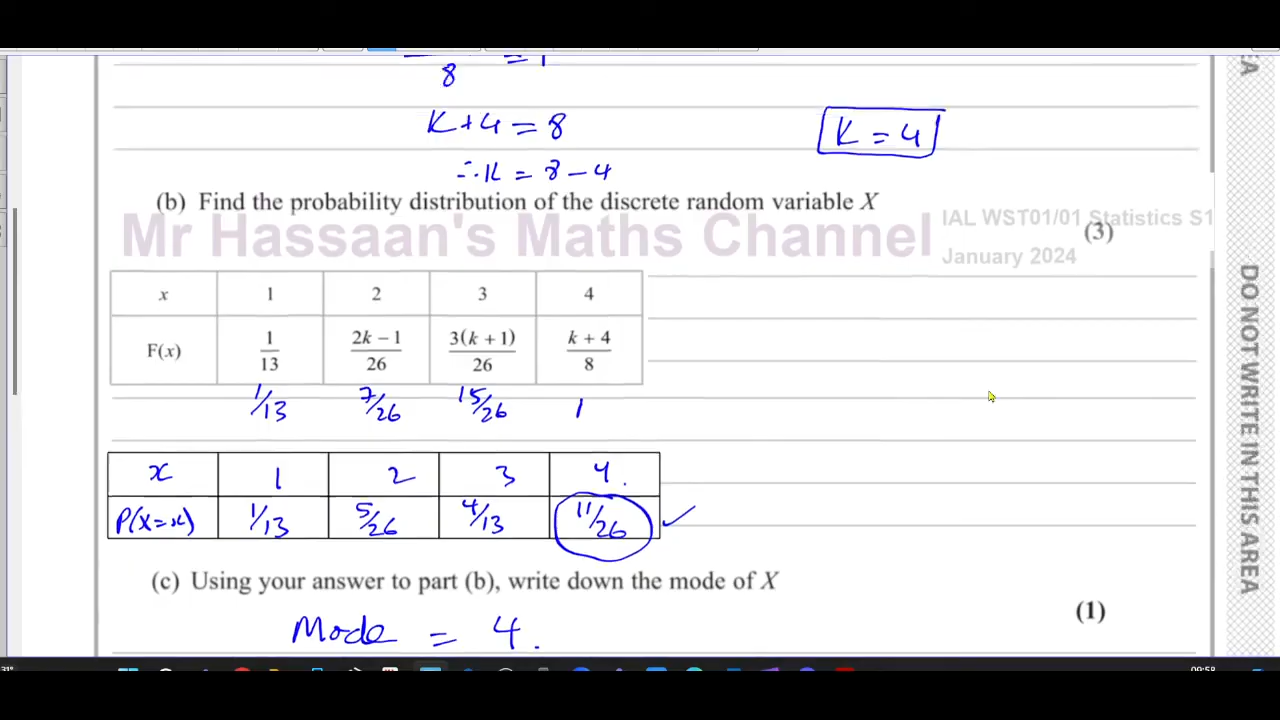 8 = 1
EA
K+4 = 8
K = 4
∴ K = 8 - 4
(b) Find the probability distribution of the discrete random variable X
Mr Hassaan's Maths Channel
IAL WST01/01 Statistics S1
(3)
January 2024
x 1 2 3 4
F(x) 1/13 2k − 1/26 3(k + 1)/26 k + 4/8
1/13 7/26 15/26 1
x 1 2 3 4.
P(X=x) 1/13 5/26 4/13 11/26 ✓
(c) Using your answer to part (b), write down the mode of X
(1)
Mode = 4.
DO NOT WRITE IN THIS AREA
31°
09:58